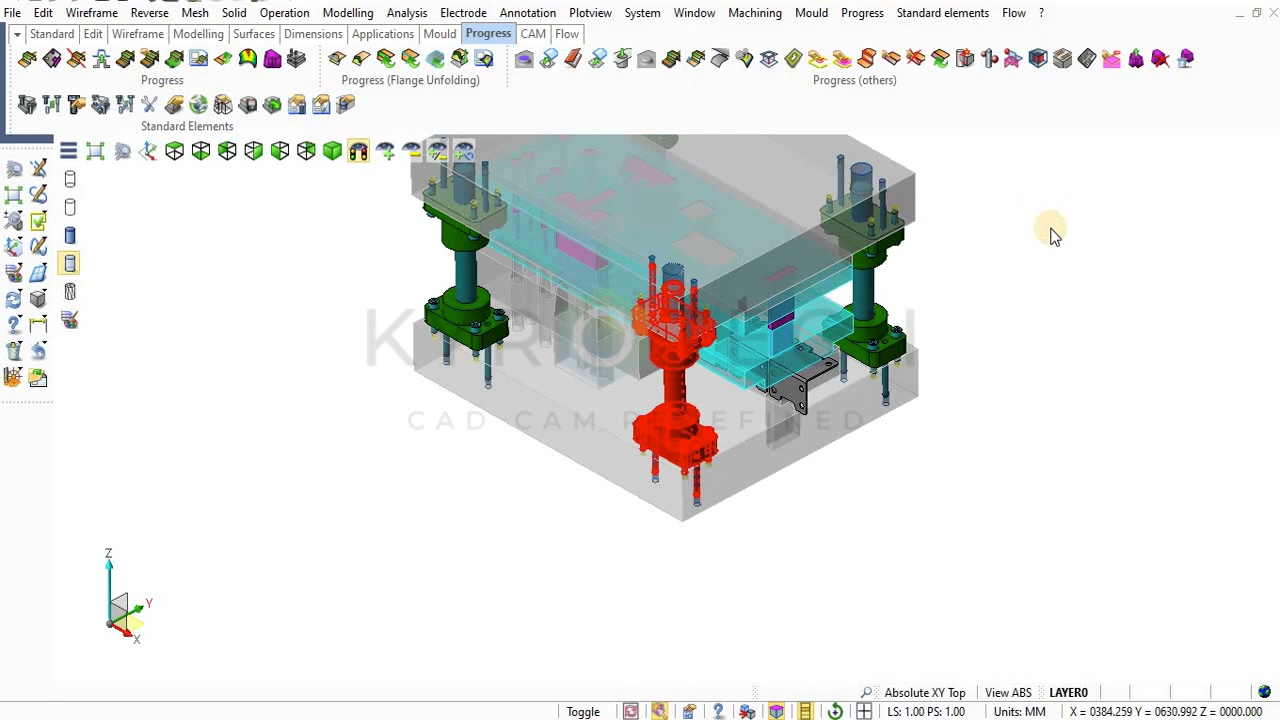 File Edit Wireframe Reverse Mesh Solid Operation Modelling Analysis Electrode Annotation Plotview System Window Machining Mould Progress Standard elements Flow ?
Standard Edit Wireframe Modelling Surfaces Dimensions Applications Mould Progress CAM Flow
Progress Progress (Flange Unfolding) Progress (others)
Standard Elements
CAD CAM REDEFINED
Z
Y
X
Absolute XY Top View ABS LAYER0
Toggle LS: 1.00 PS: 1.00 Units: MM X = 0384.259 Y = 0630.992 Z = 0000.000